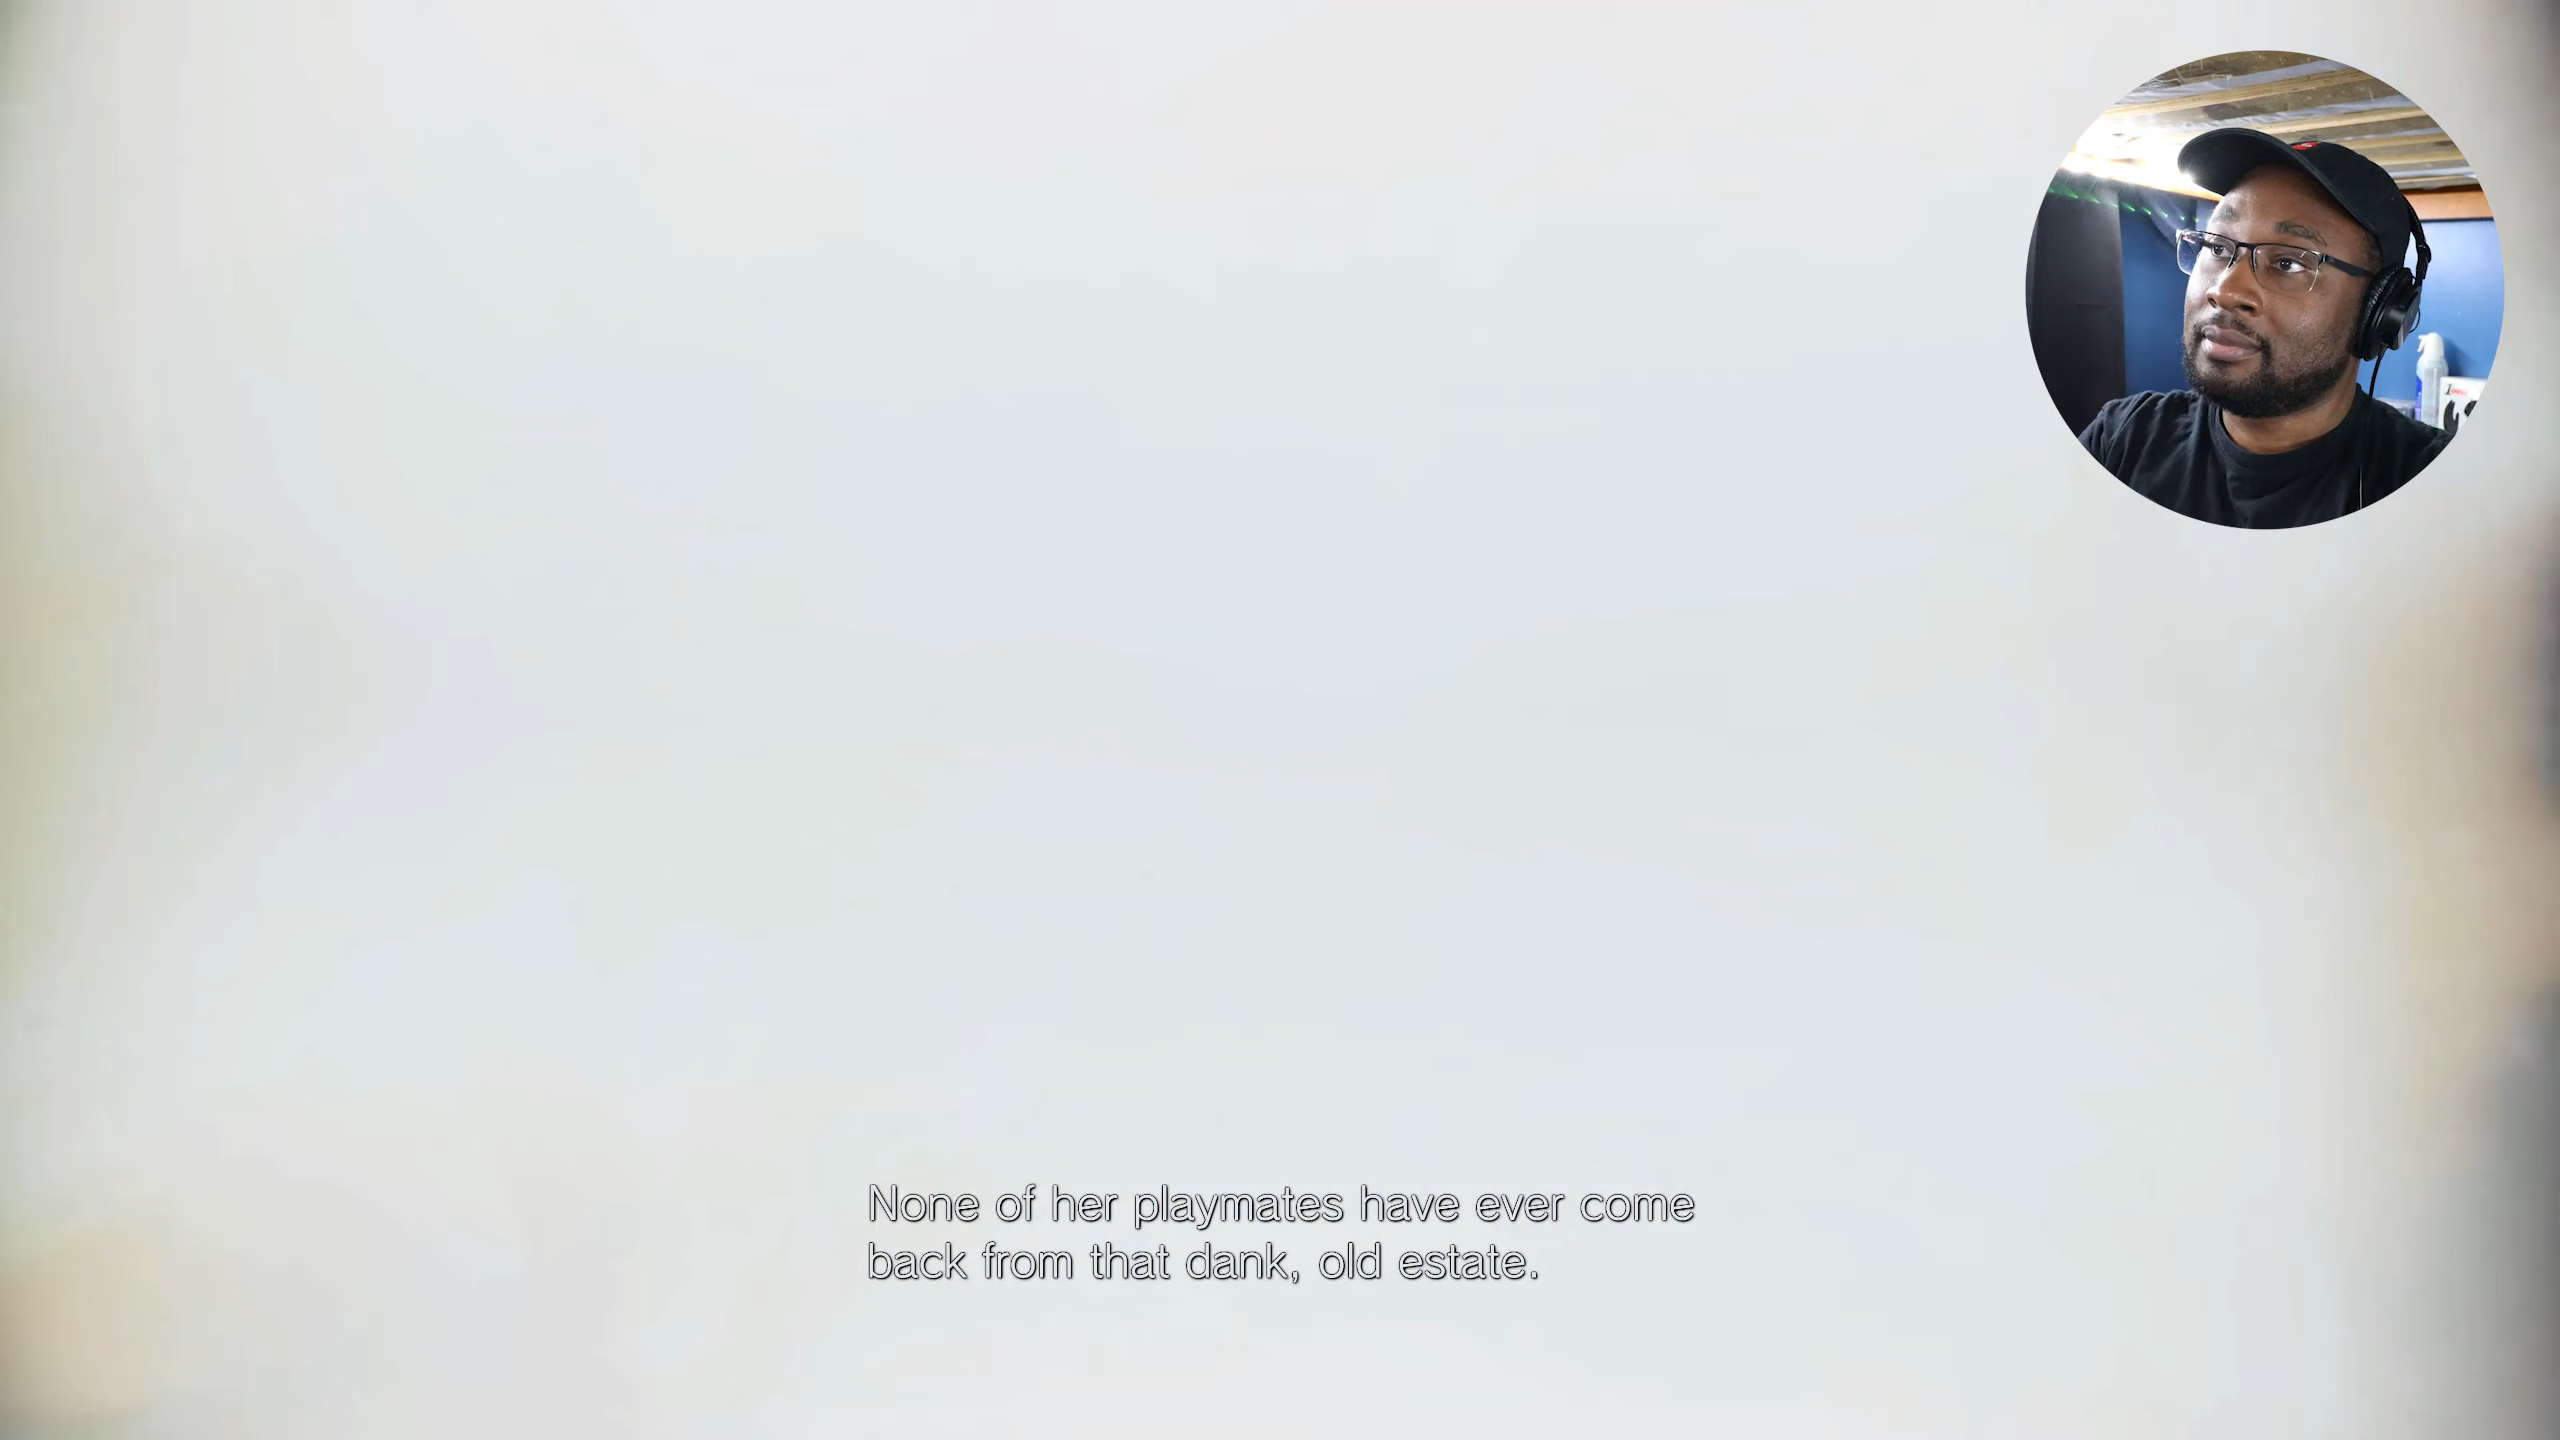 None of her playmates have ever come
back from that dank, old estate.